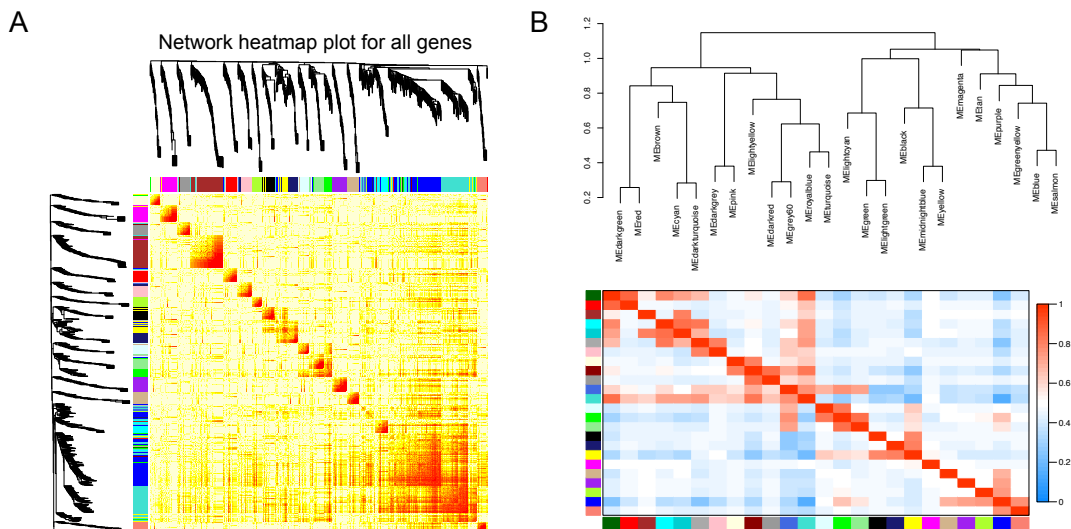 A
Network heatmap plot for all genes
B
1.2
1.0
0.8
0.6
0.4
0.2
MEdarkgreen
MEred
MEbrown
MEcyan
MEdarkturquoise
MEdarkgrey
MEpink
MElightyellow
MEdarkred
MEgrey60
MEroyalblue
MEturquoise
MElightcyan
MEgreen
MElightgreen
MEblack
MEmidnightblue
MEyellow
MEmagenta
MEtan
MEpurple
MEgreenyellow
MEblue
MEsalmon
1
0.8
0.6
0.4
0.2
0